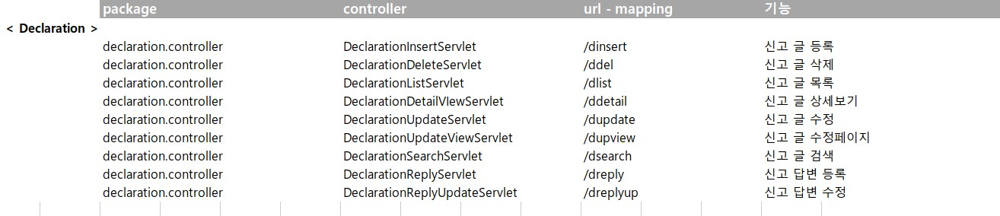 package controller url - mapping 기능
< Declaration >
declaration.controller DeclarationInsertServlet /dinsert 신고 글 등록
declaration.controller DeclarationDeleteServlet /ddel 신고 글 삭제
declaration.controller DeclarationListServlet /dlist 신고 글 목록
declaration.controller DeclarationDetailVIewServlet /ddetail 신고 글 상세보기
declaration.controller DeclarationUpdateServlet /dupdate 신고 글 수정
declaration.controller DeclarationUpdateViewServlet /dupview 신고 글 수정페이지
declaration.controller DeclarationSearchServlet /dsearch 신고 글 검색
declaration.controller DeclarationReplyServlet /dreply 신고 답변 등록
declaration.controller DeclarationReplyUpdateServlet /dreplyup 신고 답변 수정